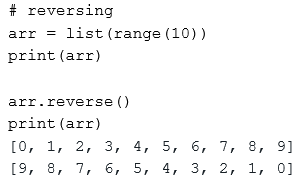 # reversing
arr = list(range(10))
print(arr)
arr.reverse()
print(arr)
[0, 1, 2, 3, 4, 5, 6, 7, 8, 9]
[9, 8, 7, 6, 5, 4, 3, 2, 1, 0]